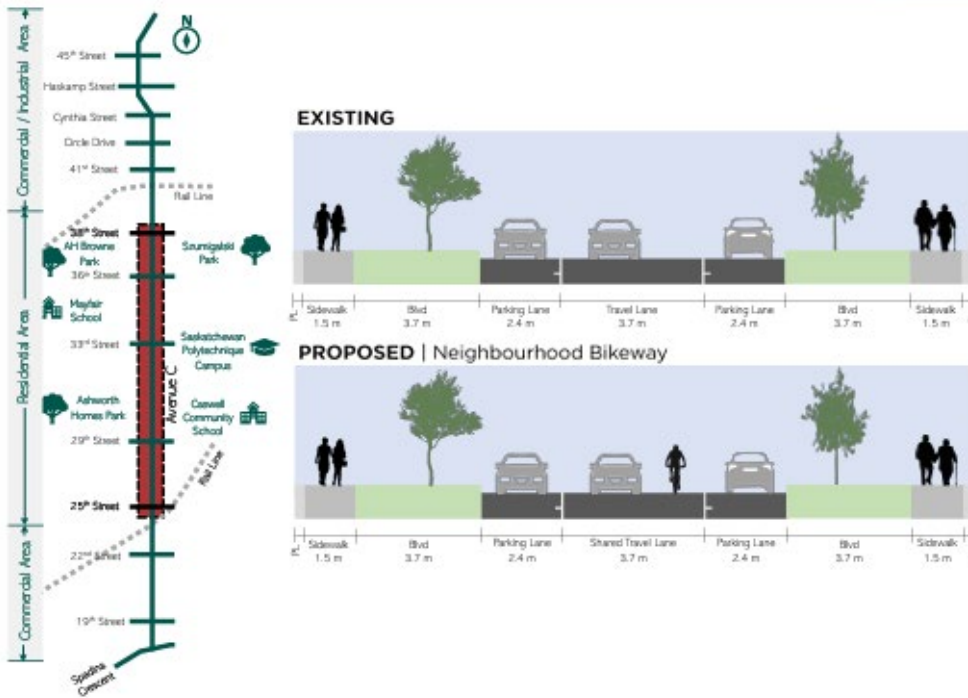 Commercial / Industrial Area
Residential Area
Commercial Area
N
45th Street
Haskamp Street
Cynthia Street
Circle Drive
41st Street
Rail Line
38th Street
AH Browne
Park
Szumigalski
Park
36th Street
Mayfair
School
33rd Street
Saskatchewan
Polytechnique
Campus
Avenue C
Ashworth
Homes Park
Caswell
Community
School
29th Street
Rail Line
25th Street
22nd Street
19th Street
Spadina
Crescent
EXISTING
PL
Sidewalk
1.5 m
Blvd
3.7 m
Parking Lane
2.4 m
Travel Lane
3.7 m
Parking Lane
2.4 m
Blvd
3.7 m
Sidewalk
1.5 m
PROPOSED | Neighbourhood Bikeway
PL
Sidewalk
1.5 m
Blvd
3.7 m
Parking Lane
2.4 m
Shared Travel Lane
3.7 m
Parking Lane
2.4 m
Blvd
3.7 m
Sidewalk
1.5 m